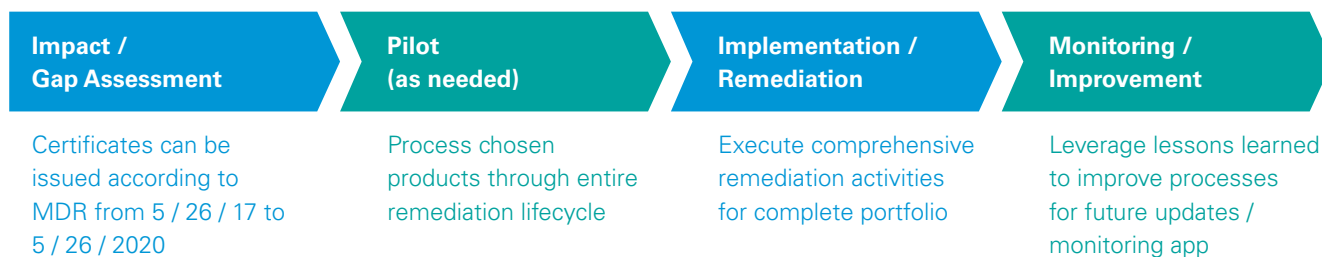 Impact /
Gap Assessment
Certificates can be
issued according to
MDR from 5 / 26 / 17 to
5 / 26 / 2020
Pilot
(as needed)
Process chosen
products through entire
remediation lifecycle
Implementation /
Remediation
Execute comprehensive
remediation activities
for complete portfolio
Monitoring /
Improvement
Leverage lessons learned
to improve processes
for future updates /
monitoring app